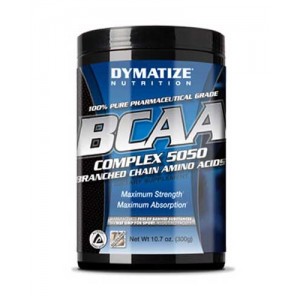 DYMATIZE
NUTRITION
100% PURE PHARMACEUTICAL GRADE
BCAA
COMPLEX 5050
BRANCHED CHAIN AMINO ACIDS
Maximum Strength
Maximum Absorption
Net Wt 10.7 oz. (300g)